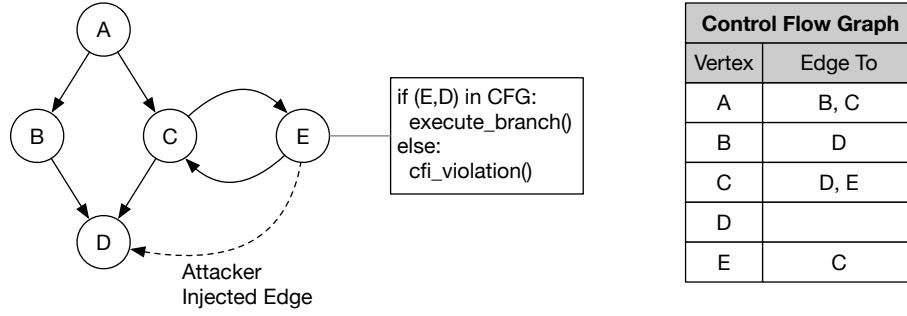 A
B
C
E
D
if (E,D) in CFG:
execute_branch()
else:
cfi_violation()
Attacker
Injected Edge
Control Flow Graph
Vertex Edge To
A B, C
B D
C D, E
D
E C